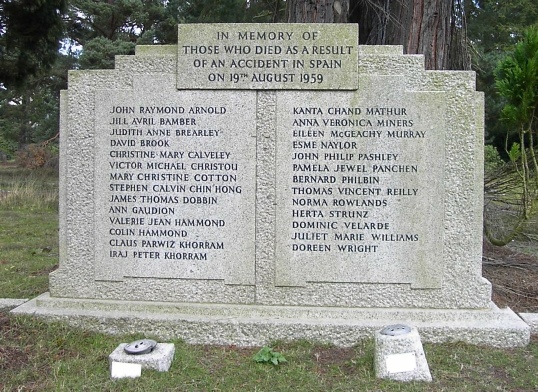 IN MEMORY OF
THOSE WHO DIED AS A RESULT
OF AN ACCIDENT IN SPAIN
ON 19TH AUGUST 1959
JOHN RAYMOND ARNOLD
JILL AVRIL BAMBER
JUDITH ANNE BREARLEY
DAVID BROOK
CHRISTINE MARY CALVELEY
VICTOR MICHAEL CHRISTOU
MARY CHRISTINE COTTON
STEPHEN CALVIN CHIN HONG
JAMES THOMAS DOBBIN
ANN GAUDION
VALERIE JEAN HAMMOND
COLIN HAMMOND
CLAUS PARWIZ KHORRAM
IRAJ PETER KHORRAM
KANTA CHAND MATHUR
ANNA VERONICA MINERS
EILEEN McGEACHY MURRAY
ESME NAYLOR
JOHN PHILIP PASHLEY
PAMELA JEWEL PANCHEN
BERNARD PHILBIN
THOMAS VINCENT REILLY
NORMA ROWLANDS
HERTA STRUNZ
DOMINIC VELARDE
JULIET MARIE WILLIAMS
DOREEN WRIGHT